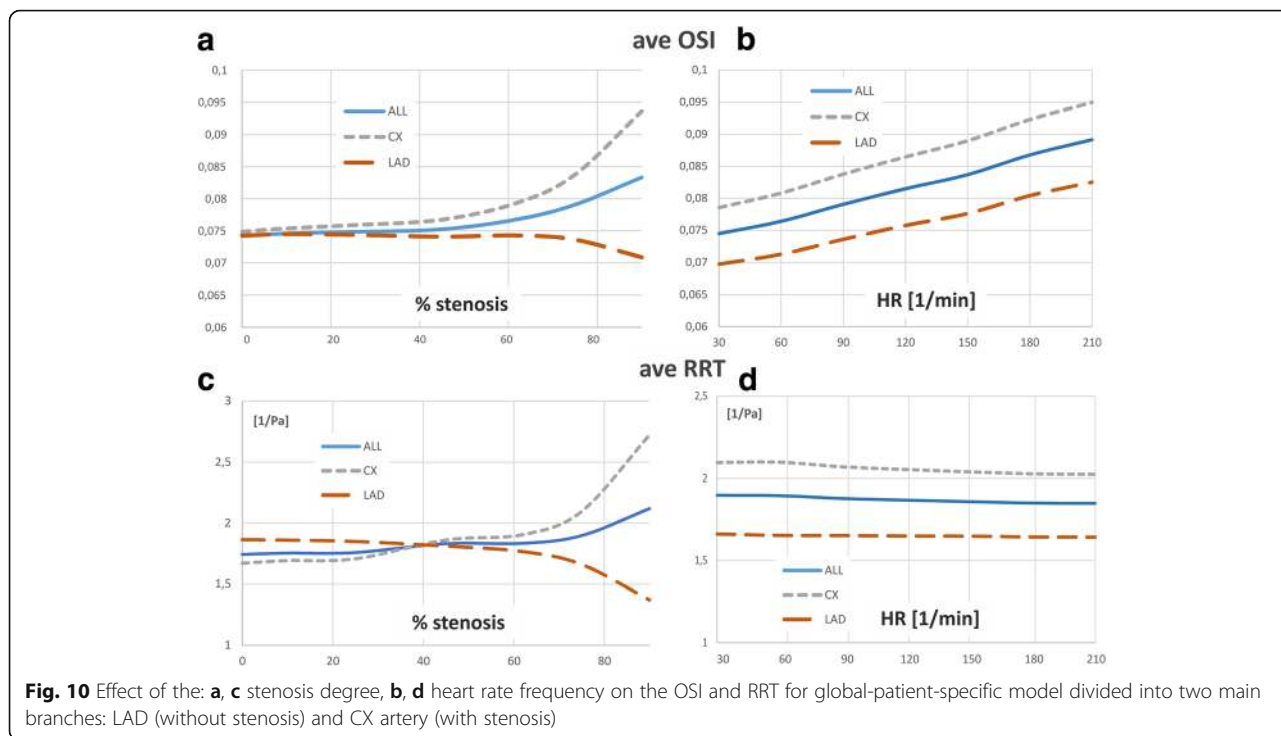 a
ave OSI
b
0,1
0,095
0,09
0,085
0,08
0,075
0,07
0,065
0,06
ALL
CX
LAD
% stenosis
0
20
40
60
80
0,1
0,095
0,09
0,085
0,08
0,075
0,07
0,065
0,06
ALL
CX
LAD
HR [1/min]
30
60
90
120
150
180
210
ave RRT
c
3
2,5
2
1,5
1
[1/Pa]
ALL
CX
LAD
% stenosis
0
20
40
60
80
d
2,5
2
1,5
1
[1/Pa]
ALL
CX
LAD
HR [1/min]
30
60
90
120
150
180
210
Fig. 10 Effect of the: a, c stenosis degree, b, d heart rate frequency on the OSI and RRT for global-patient-specific model divided into two main
branches: LAD (without stenosis) and CX artery (with stenosis)